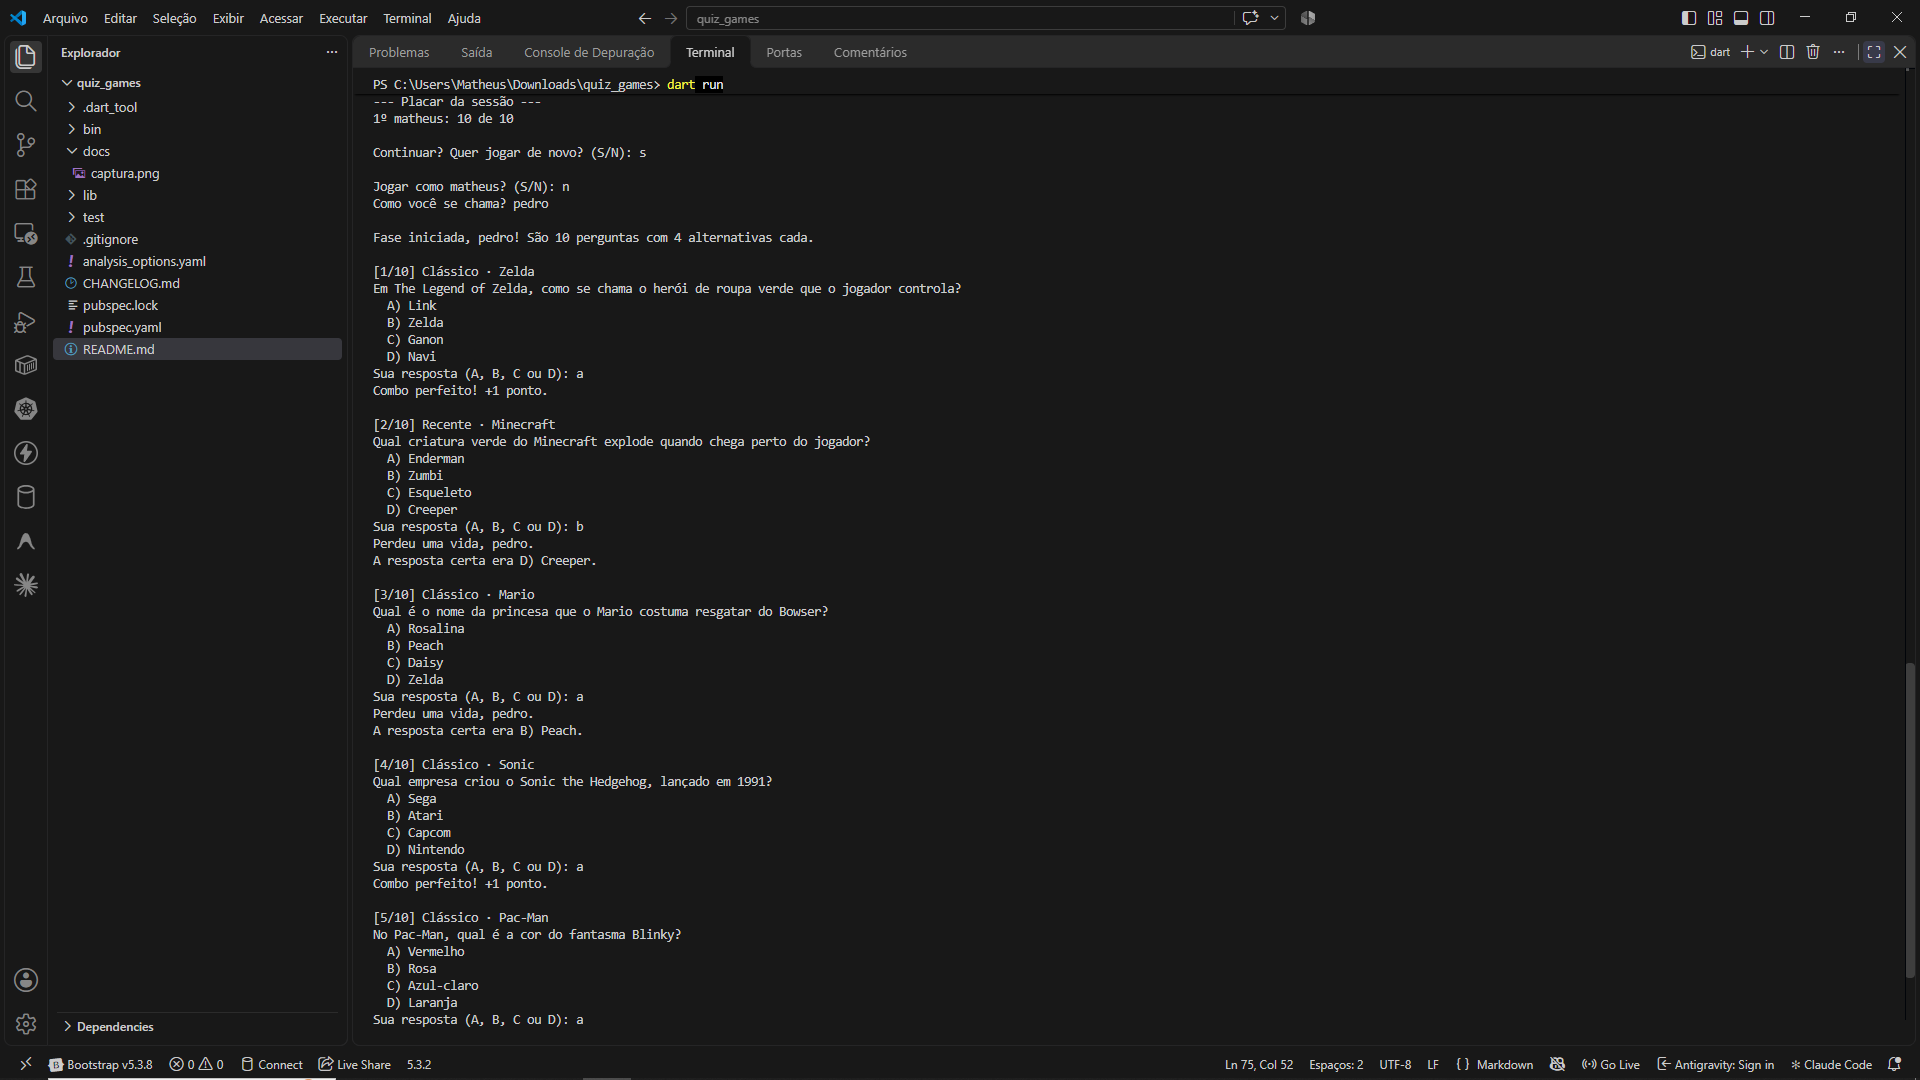 Arquivo Editar Seleção Exibir Acessar Executar Terminal Ajuda
quiz_games
Explorador
quiz_games
.dart_tool
bin
docs
captura.png
lib
test
.gitignore
analysis_options.yaml
CHANGELOG.md
pubspec.lock
pubspec.yaml
README.md
Dependencies
Problemas Saída Console de Depuração Terminal Portas Comentários
dart
PS C:\Users\Matheus\Downloads\quiz_games> dart run
--- Placar da sessão ---
1º matheus: 10 de 10
Continuar? Quer jogar de novo? (S/N): s
Jogar como matheus? (S/N): n
Como você se chama? pedro
Fase iniciada, pedro! São 10 perguntas com 4 alternativas cada.
[1/10] Clássico · Zelda
Em The Legend of Zelda, como se chama o herói de roupa verde que o jogador controla?
A) Link
B) Zelda
C) Ganon
D) Navi
Sua resposta (A, B, C ou D): a
Combo perfeito! +1 ponto.
[2/10] Recente · Minecraft
Qual criatura verde do Minecraft explode quando chega perto do jogador?
A) Enderman
B) Zumbi
C) Esqueleto
D) Creeper
Sua resposta (A, B, C ou D): b
Perdeu uma vida, pedro.
A resposta certa era D) Creeper.
[3/10] Clássico · Mario
Qual é o nome da princesa que o Mario costuma resgatar do Bowser?
A) Rosalina
B) Peach
C) Daisy
D) Zelda
Sua resposta (A, B, C ou D): a
Perdeu uma vida, pedro.
A resposta certa era B) Peach.
[4/10] Clássico · Sonic
Qual empresa criou o Sonic the Hedgehog, lançado em 1991?
A) Sega
B) Atari
C) Capcom
D) Nintendo
Sua resposta (A, B, C ou D): a
Combo perfeito! +1 ponto.
[5/10] Clássico · Pac-Man
No Pac-Man, qual é a cor do fantasma Blinky?
A) Vermelho
B) Rosa
C) Azul-claro
D) Laranja
Sua resposta (A, B, C ou D): a
Bootstrap v5.3.8 0 0 Connect Live Share 5.3.2 Ln 75, Col 52 Espaços: 2 UTF-8 LF {} Markdown Go Live Antigravity: Sign in Claude Code